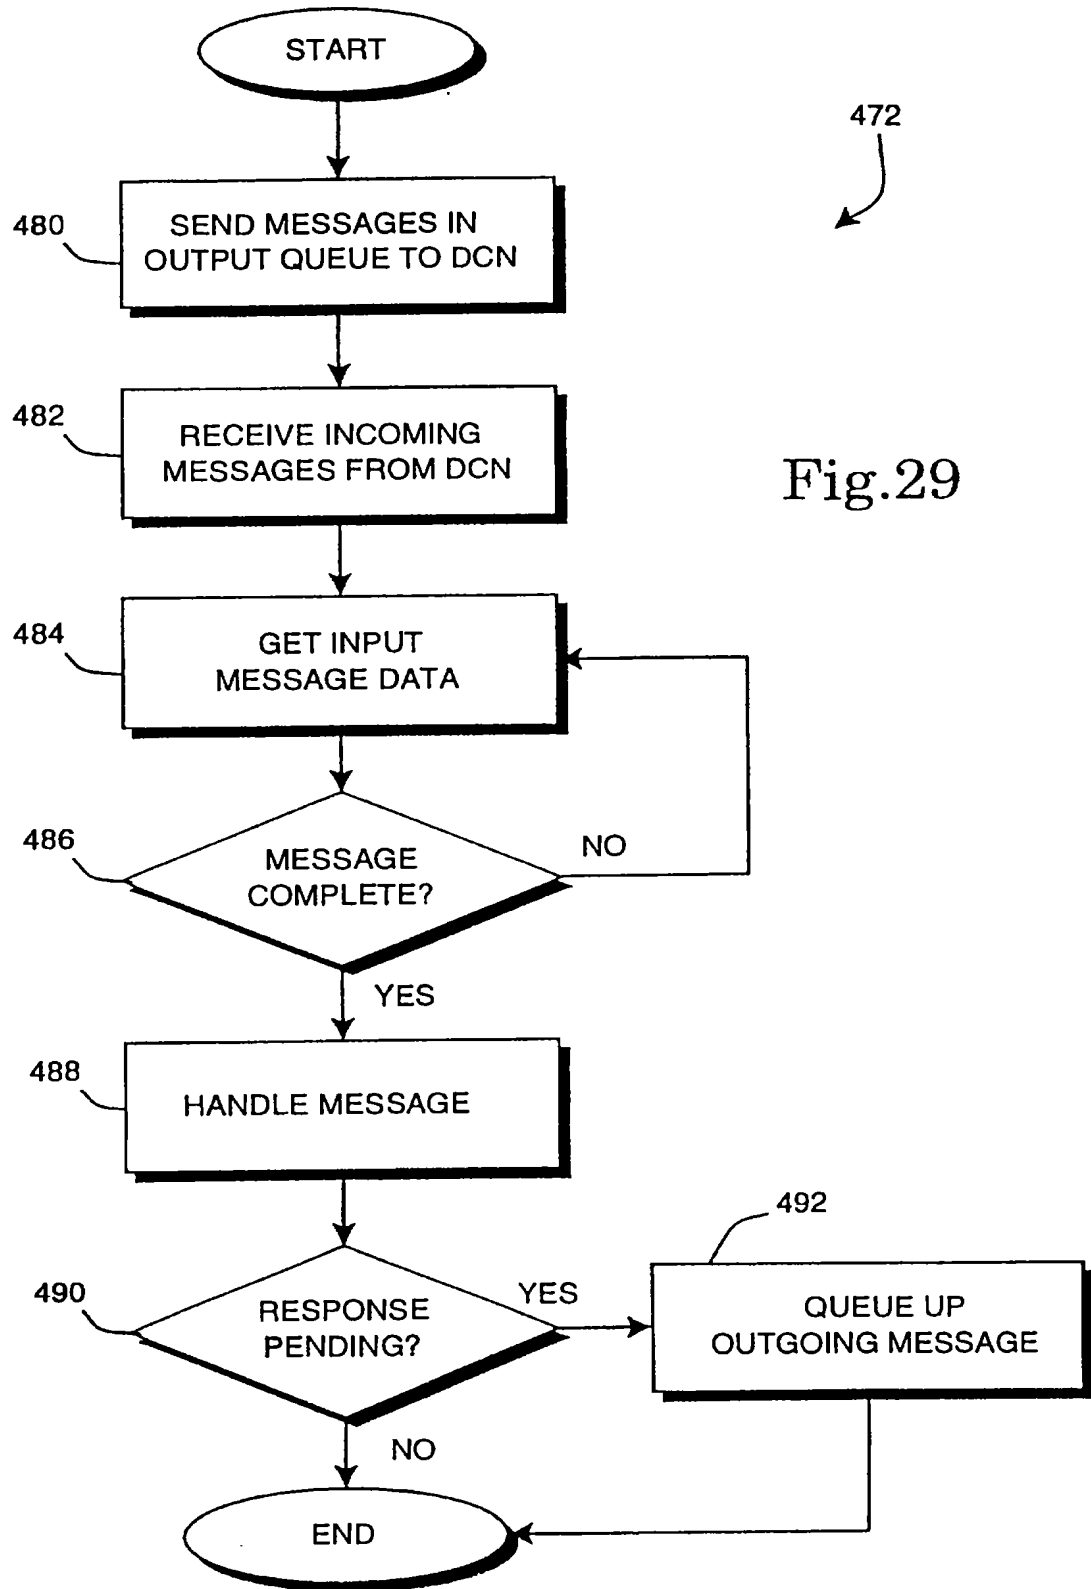 START
472
480
SEND MESSAGES IN
OUTPUT QUEUE TO DCN
482
RECEIVE INCOMING
MESSAGES FROM DCN
Fig.29
484
GET INPUT
MESSAGE DATA
486
MESSAGE
COMPLETE?
NO
YES
488
HANDLE MESSAGE
492
490
RESPONSE
PENDING?
YES
QUEUE UP
OUTGOING MESSAGE
NO
END